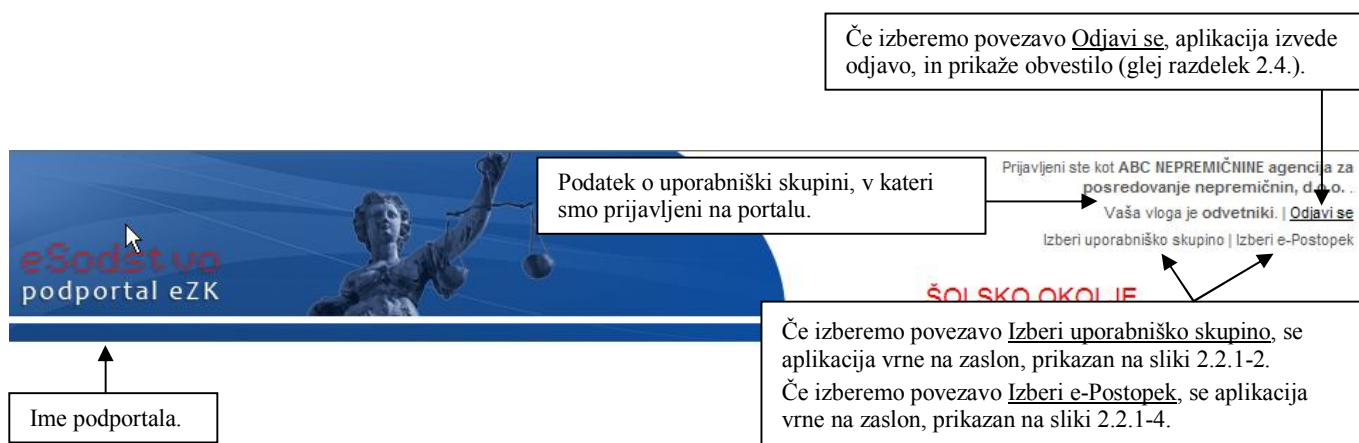 Če izberemo povezavo Odjavi se, aplikacija izvede
odjavo, in prikaže obvestilo (glej razdelek 2.4.).
Prijavljeni ste kot ABC NEPREMIČNINE agencija za
posredovanje nepremičnin, d.o.o. .
Vaša vloga je odvetniki. | Odjavi se
Izberi uporabniško skupino | Izberi e-Postopek
Podatek o uporabniški skupini, v kateri
smo prijavljeni na portalu.
eSodstvo
podportal eZK
ŠOLSKO OKOLJE
Če izberemo povezavo Izberi uporabniško skupino, se
aplikacija vrne na zaslon, prikazan na sliki 2.2.1-2.
Če izberemo povezavo Izberi e-Postopek, se aplikacija
vrne na zaslon, prikazan na sliki 2.2.1-4.
Ime podportala.